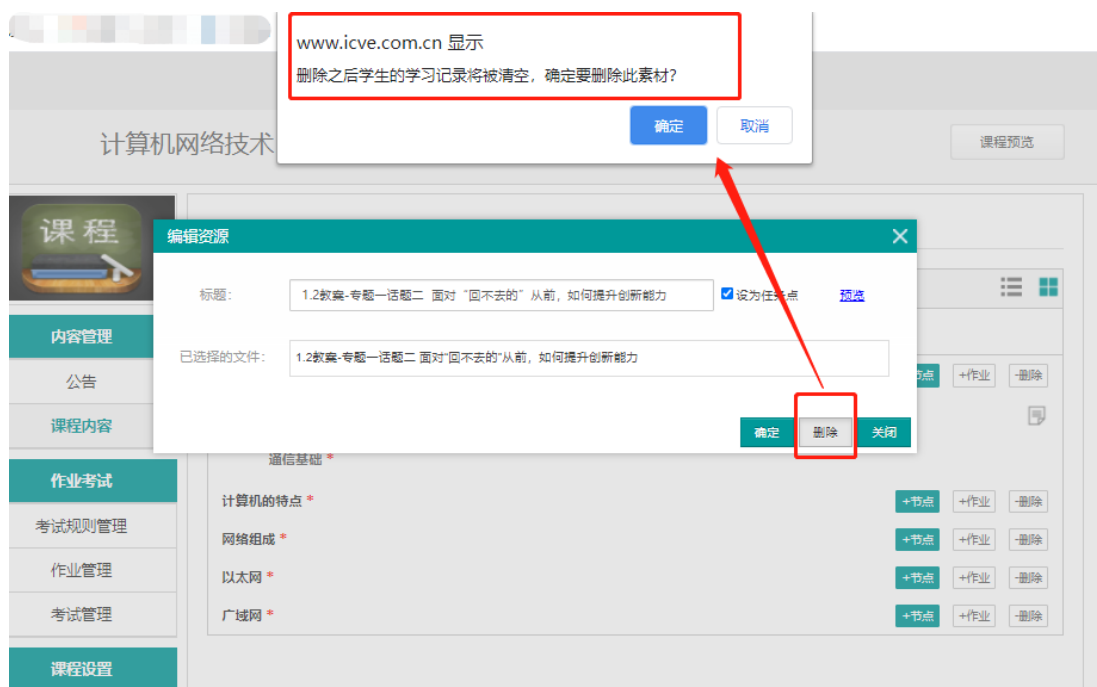 www.icve.com.cn 显示
删除之后学生的学习记录将被清空，确定要删除此素材？
确定 取消
计算机网络技术
课程预览
课程
编辑资源
标题： 1.2教案-专题一话题二 面对“回不去的”从前，如何提升创新能力 设为任务点 预览
已选择的文件： 1.2教案-专题一话题二 面对“回不去的”从前，如何提升创新能力
确定 删除 关闭
内容管理
公告
节点 +作业 -删除
课程内容
通信基础 *
作业考试
计算机的特点 * +节点 +作业 -删除
考试规则管理
网络组成 * +节点 +作业 -删除
作业管理
以太网 * +节点 +作业 -删除
考试管理
广域网 * +节点 +作业 -删除
课程设置